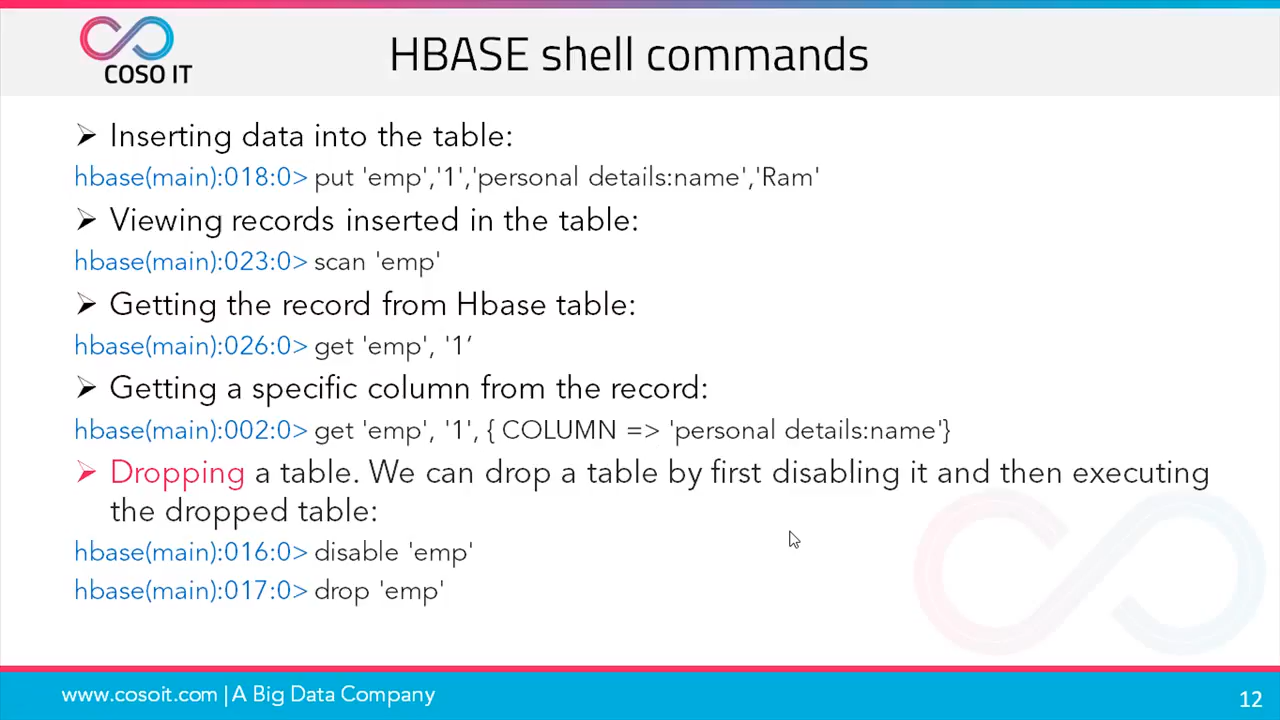 COSO IT
HBASE shell commands
➢ Inserting data into the table:
hbase(main):018:0> put 'emp','1','personal details:name','Ram'
➢ Viewing records inserted in the table:
hbase(main):023:0> scan 'emp'
➢ Getting the record from Hbase table:
hbase(main):026:0> get 'emp', '1’
➢ Getting a specific column from the record:
hbase(main):002:0> get 'emp', '1', { COLUMN => 'personal details:name'}
➢ Dropping a table. We can drop a table by first disabling it and then executing
the dropped table:
hbase(main):016:0> disable 'emp'
hbase(main):017:0> drop 'emp'
www.cosoit.com | A Big Data Company
12